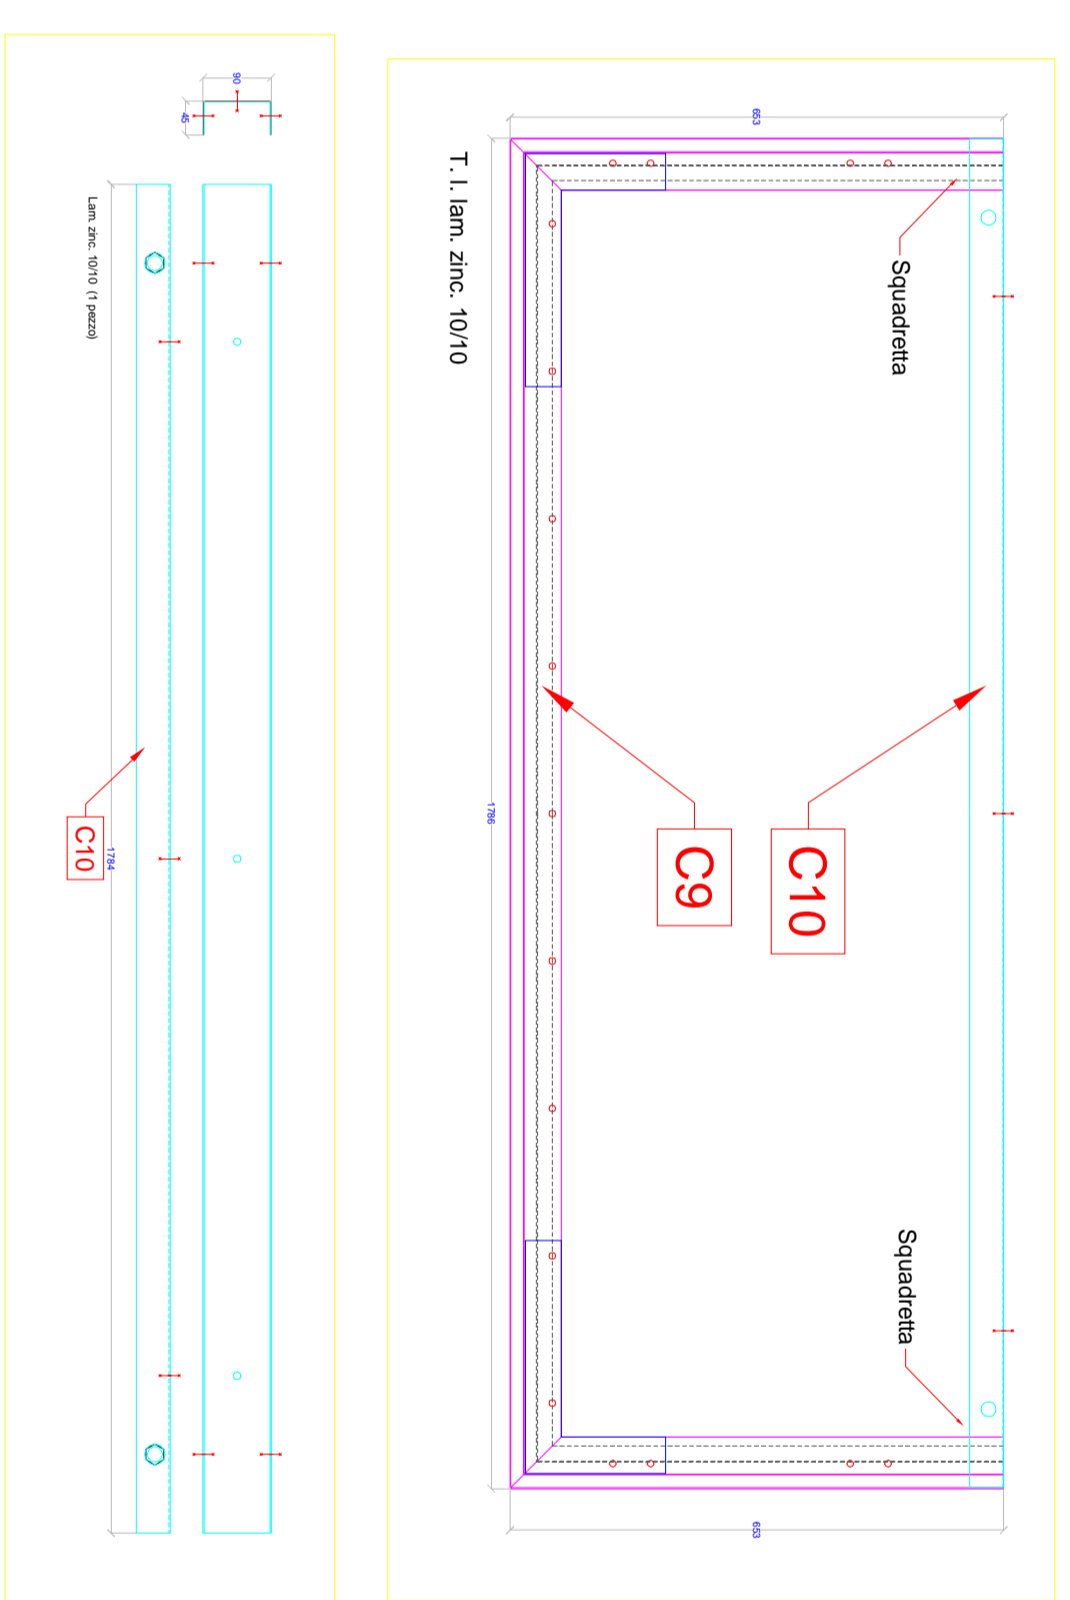 653
Squadretta
C10
C9
1786
T. l. lam. zinc. 10/10
Squadretta
653
90
45
Lam. zinc. 10/10 (1 pezzo)
1784
C10